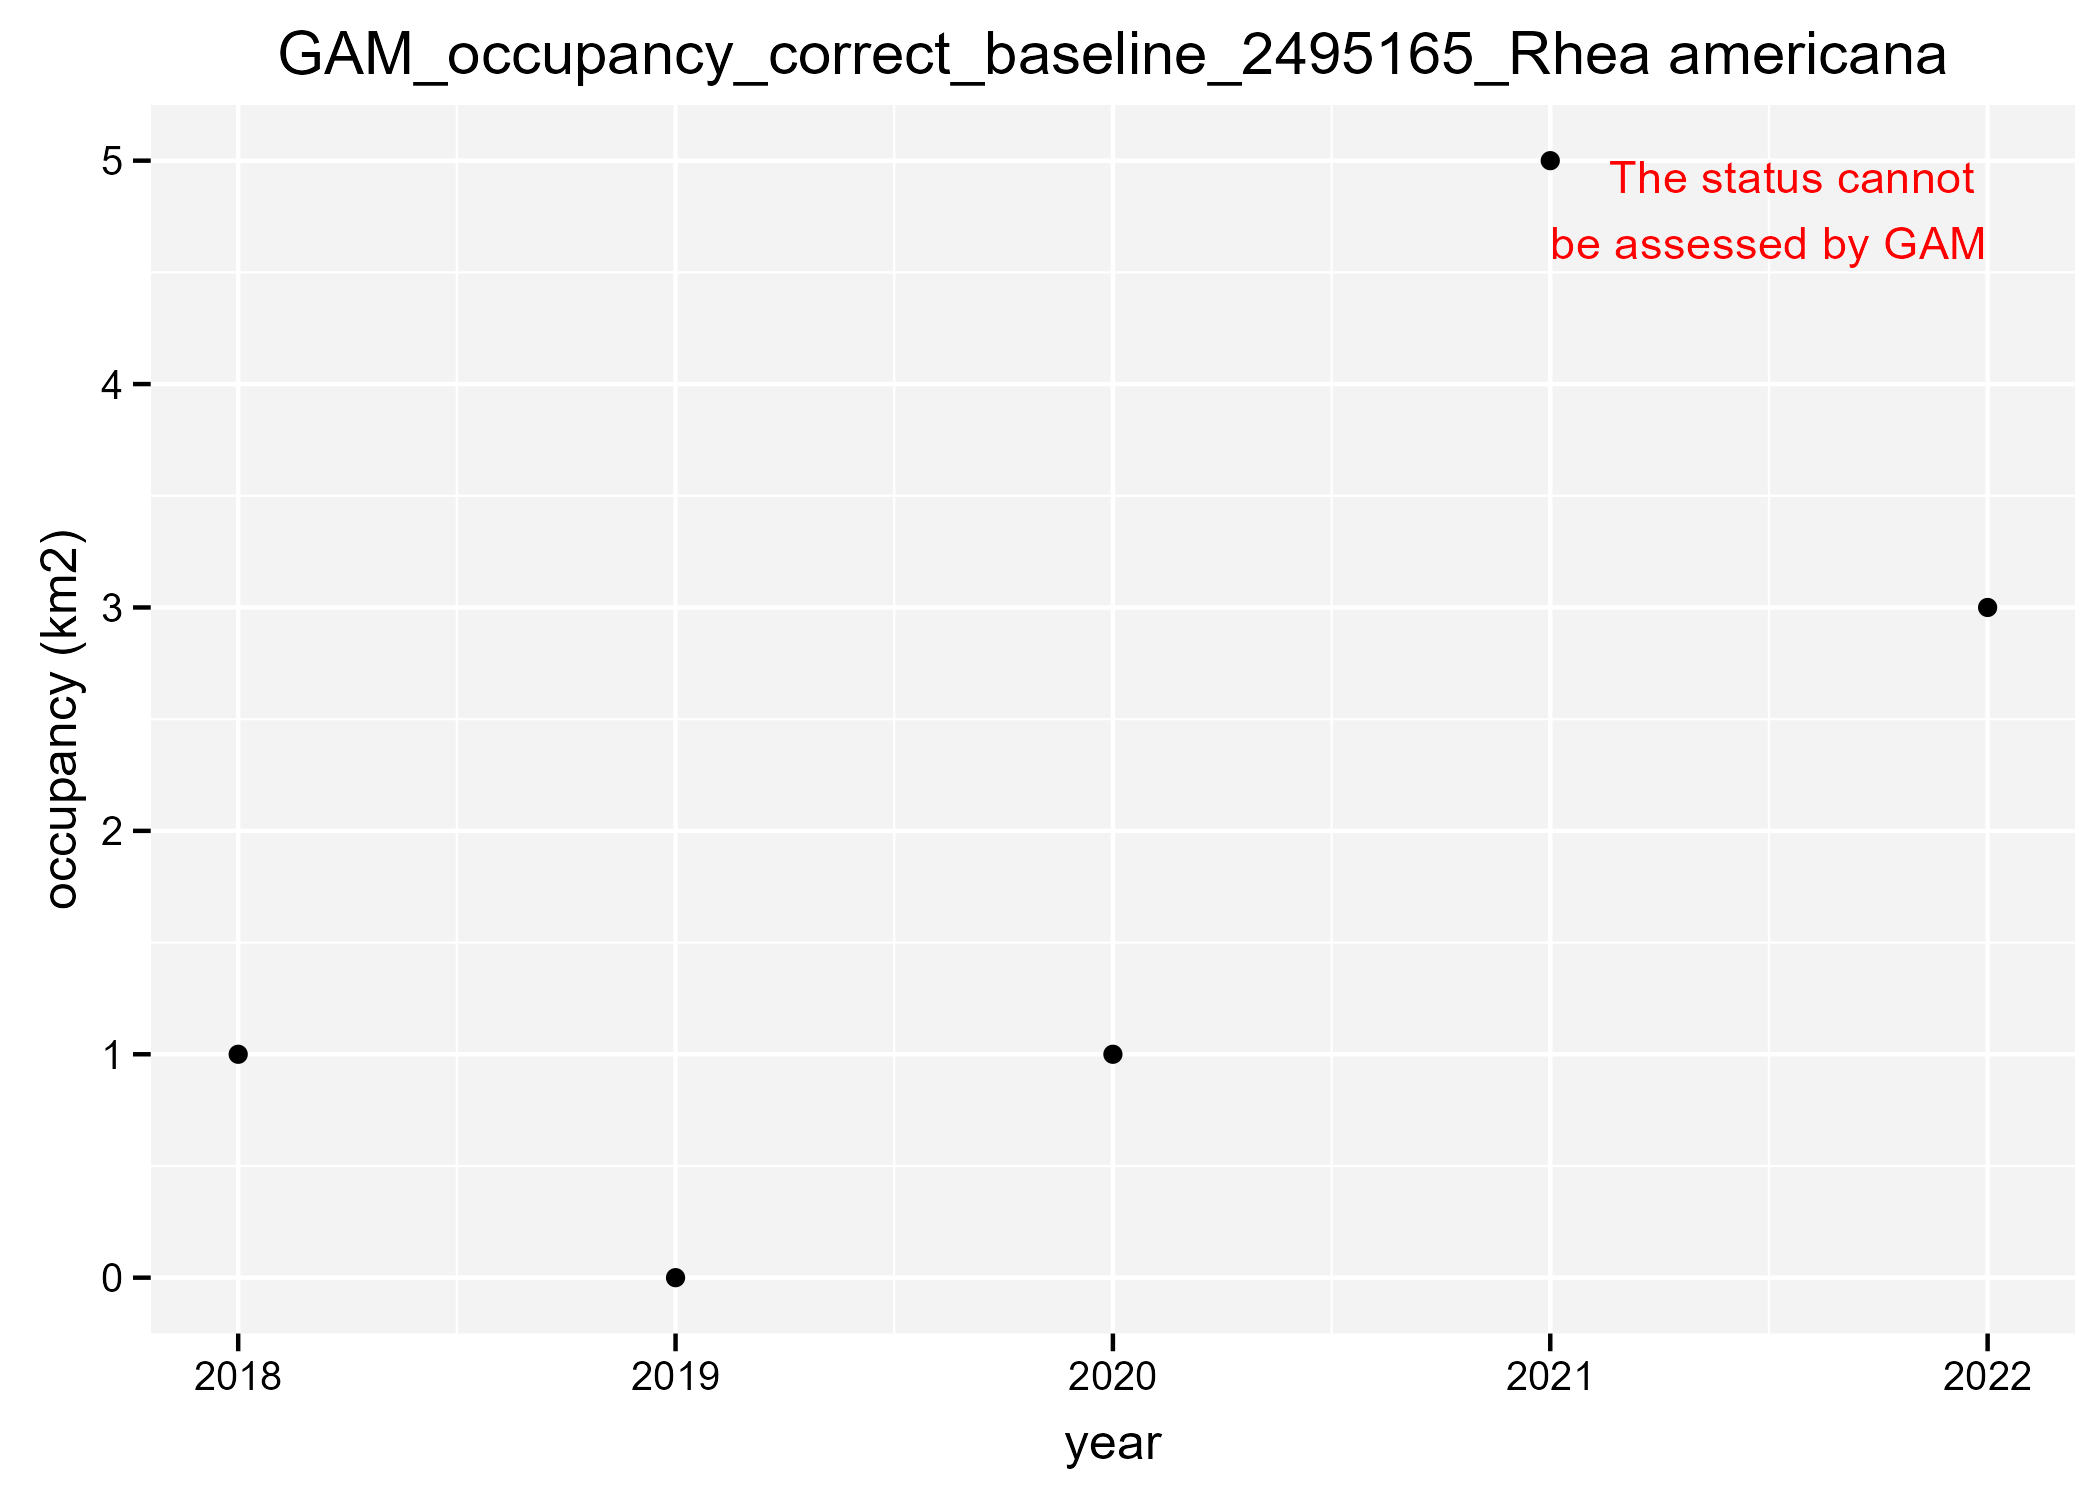 GAM_occupancy_correct_baseline_2495165_Rhea americana
5
The status cannot
be assessed by GAM
4
3
2
1
0
occupancy (km2)
2018 2019 2020 2021 2022
year